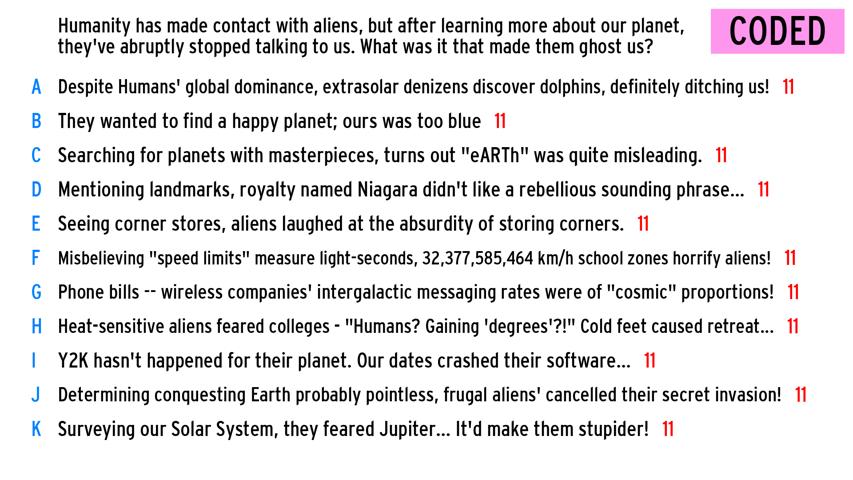 Humanity has made contact with aliens, but after learning more about our planet,
they've abruptly stopped talking to us. What was it that made them ghost us?
CODED
A Despite Humans' global dominance, extrasolar denizens discover dolphins, definitely ditching us! 11
B They wanted to find a happy planet; ours was too blue 11
C Searching for planets with masterpieces, turns out "eARTh" was quite misleading. 11
D Mentioning landmarks, royalty named Niagara didn't like a rebellious sounding phrase... 11
E Seeing corner stores, aliens laughed at the absurdity of storing corners. 11
F Misbelieving "speed limits" measure light-seconds, 32,377,585,464 km/h school zones horrify aliens! 11
G Phone bills -- wireless companies' intergalactic messaging rates were of "cosmic" proportions! 11
H Heat-sensitive aliens feared colleges - "Humans? Gaining 'degrees'?!" Cold feet caused retreat... 11
I Y2K hasn't happened for their planet. Our dates crashed their software... 11
J Determining conquesting Earth probably pointless, frugal aliens' cancelled their secret invasion! 11
K Surveying our Solar System, they feared Jupiter... It'd make them stupider! 11